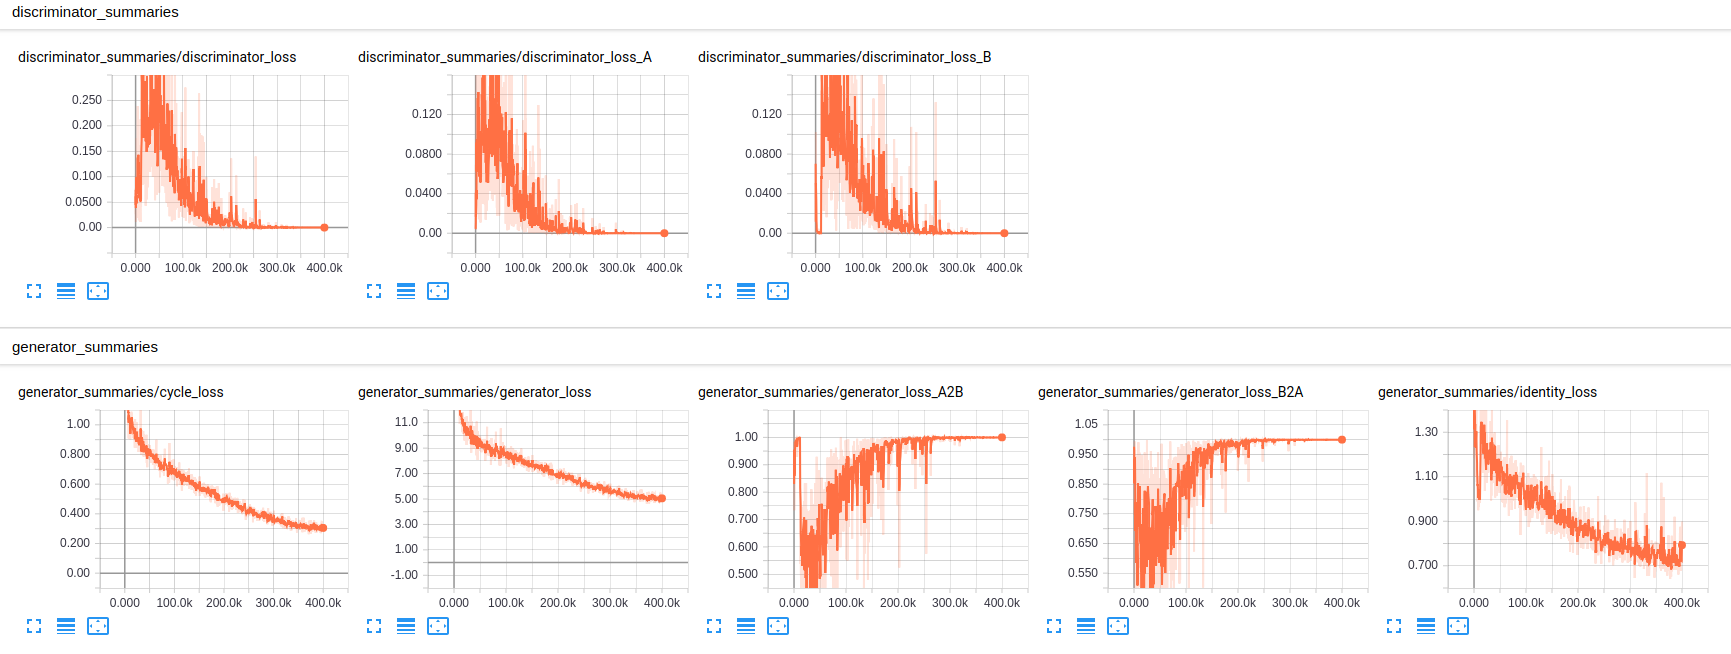 discriminator_summaries
discriminator_summaries/discriminator_loss
0.250
0.200
0.150
0.100
0.0500
0.00
0.000 100.0k 200.0k 300.0k 400.0k
discriminator_summaries/discriminator_loss_A
0.120
0.0800
0.0400
0.00
0.000 100.0k 200.0k 300.0k 400.0k
discriminator_summaries/discriminator_loss_B
0.120
0.0800
0.0400
0.00
0.000 100.0k 200.0k 300.0k 400.0k
generator_summaries
generator_summaries/cycle_loss
1.00
0.800
0.600
0.400
0.200
0.00
0.000 100.0k 200.0k 300.0k 400.0k
generator_summaries/generator_loss
11.0
9.00
7.00
5.00
3.00
1.00
-1.00
0.000 100.0k 200.0k 300.0k 400.0k
generator_summaries/generator_loss_A2B
1.00
0.900
0.800
0.700
0.600
0.500
0.000 100.0k 200.0k 300.0k 400.0k
generator_summaries/generator_loss_B2A
1.05
0.950
0.850
0.750
0.650
0.550
0.000 100.0k 200.0k 300.0k 400.0k
generator_summaries/identity_loss
1.30
1.10
0.900
0.700
0.000 100.0k 200.0k 300.0k 400.0k